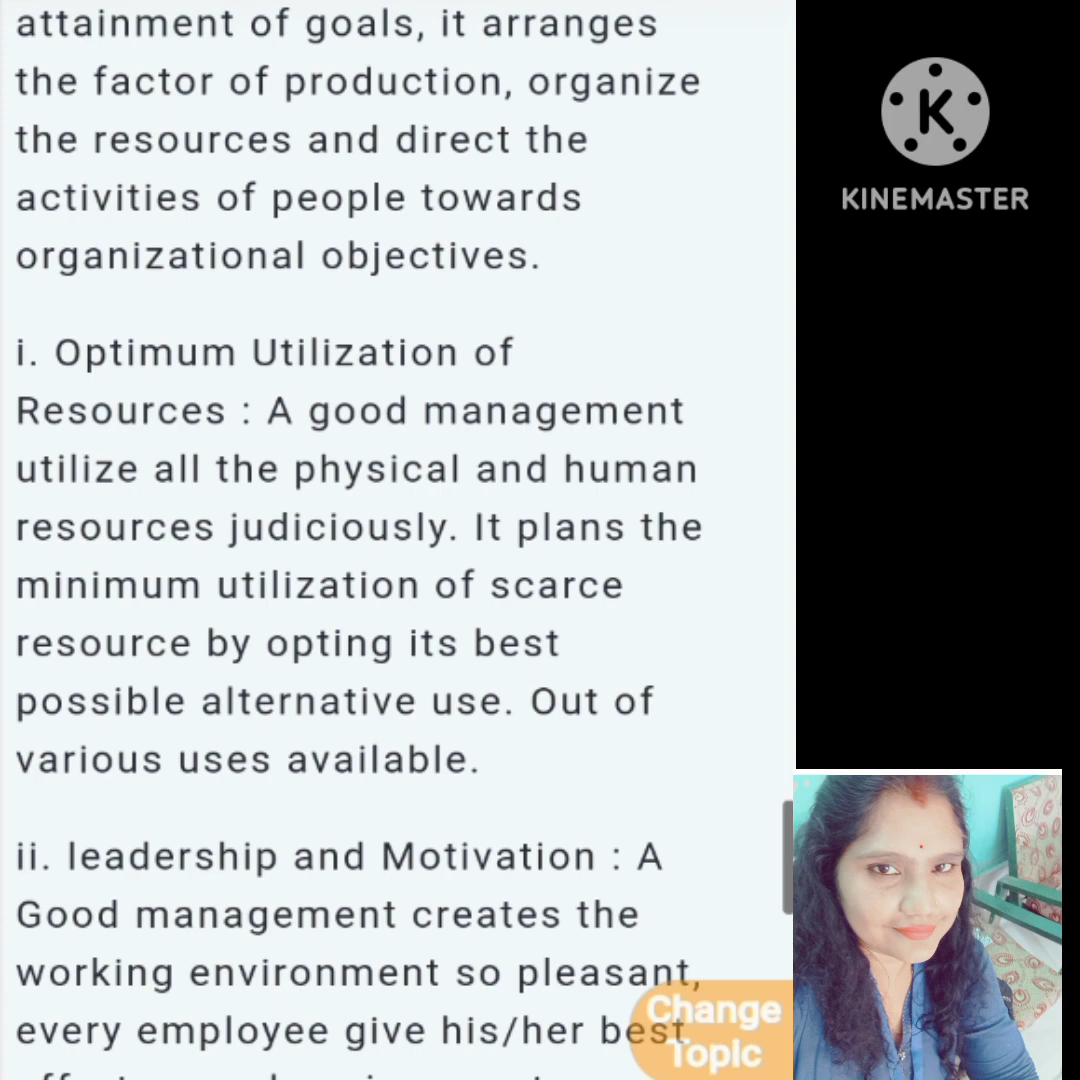 attainment of goals, it arranges
the factor of production, organize
the resources and direct the
activities of people towards
organizational objectives.
i. Optimum Utilization of
Resources : A good management
utilize all the physical and human
resources judiciously. It plans the
minimum utilization of scarce
resource by opting its best
possible alternative use. Out of
various uses available.
ii. leadership and Motivation : A
Good management creates the
working environment so pleasant,
every employee give his/her best
Change
Topic
K
KINEMASTER